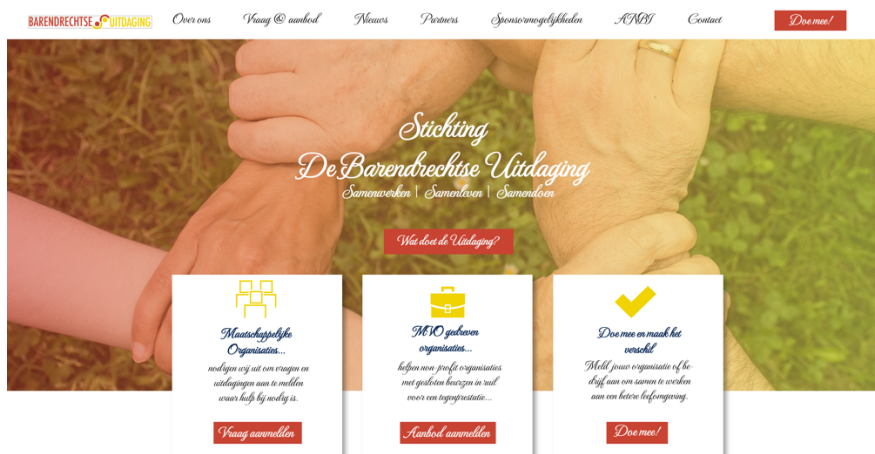 BARENDRECHTSE UITDAGING
Over ons
Vraag @ aanbod
Nieuws
Partners
Sponsormogelijkheden
ANBI
Contact
Doe mee!
Stichting
De Barendrechtse Uitdaging
Samenwerken | Samenleven | Samendoen
Wat doet de Uitdaging?
Maatschappelijke
Organisaties...
nodigen wij uit om vragen en
uitdagingen aan te melden
waar hulp bij nodig is.
Vraag aanmelden
MVO gedreven
organisaties...
helpen non-profit organisaties
met gesloten beurzen in ruil
voor een tegenprestatie...
Aanbod aanmelden
Doe mee en maak het
verschil
Meld jouw organisatie of be-
drijf aan om samen te werken
aan een betere leefomgeving.
Doe mee!